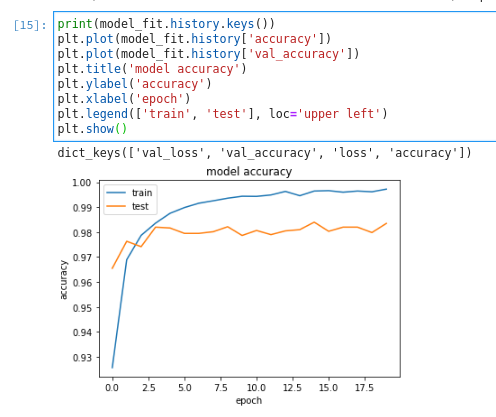 [15]: print(model_fit.history.keys())
plt.plot(model_fit.history['accuracy'])
plt.plot(model_fit.history['val_accuracy'])
plt.title('model accuracy')
plt.ylabel('accuracy')
plt.xlabel('epoch')
plt.legend(['train', 'test'], loc='upper left')
plt.show()
dict_keys(['val_loss', 'val_accuracy', 'loss', 'accuracy'])
model accuracy
1.00
0.99
0.98
0.97
0.96
0.95
0.94
0.93
train
test
accuracy
0.0 2.5 5.0 7.5 10.0 12.5 15.0 17.5
epoch